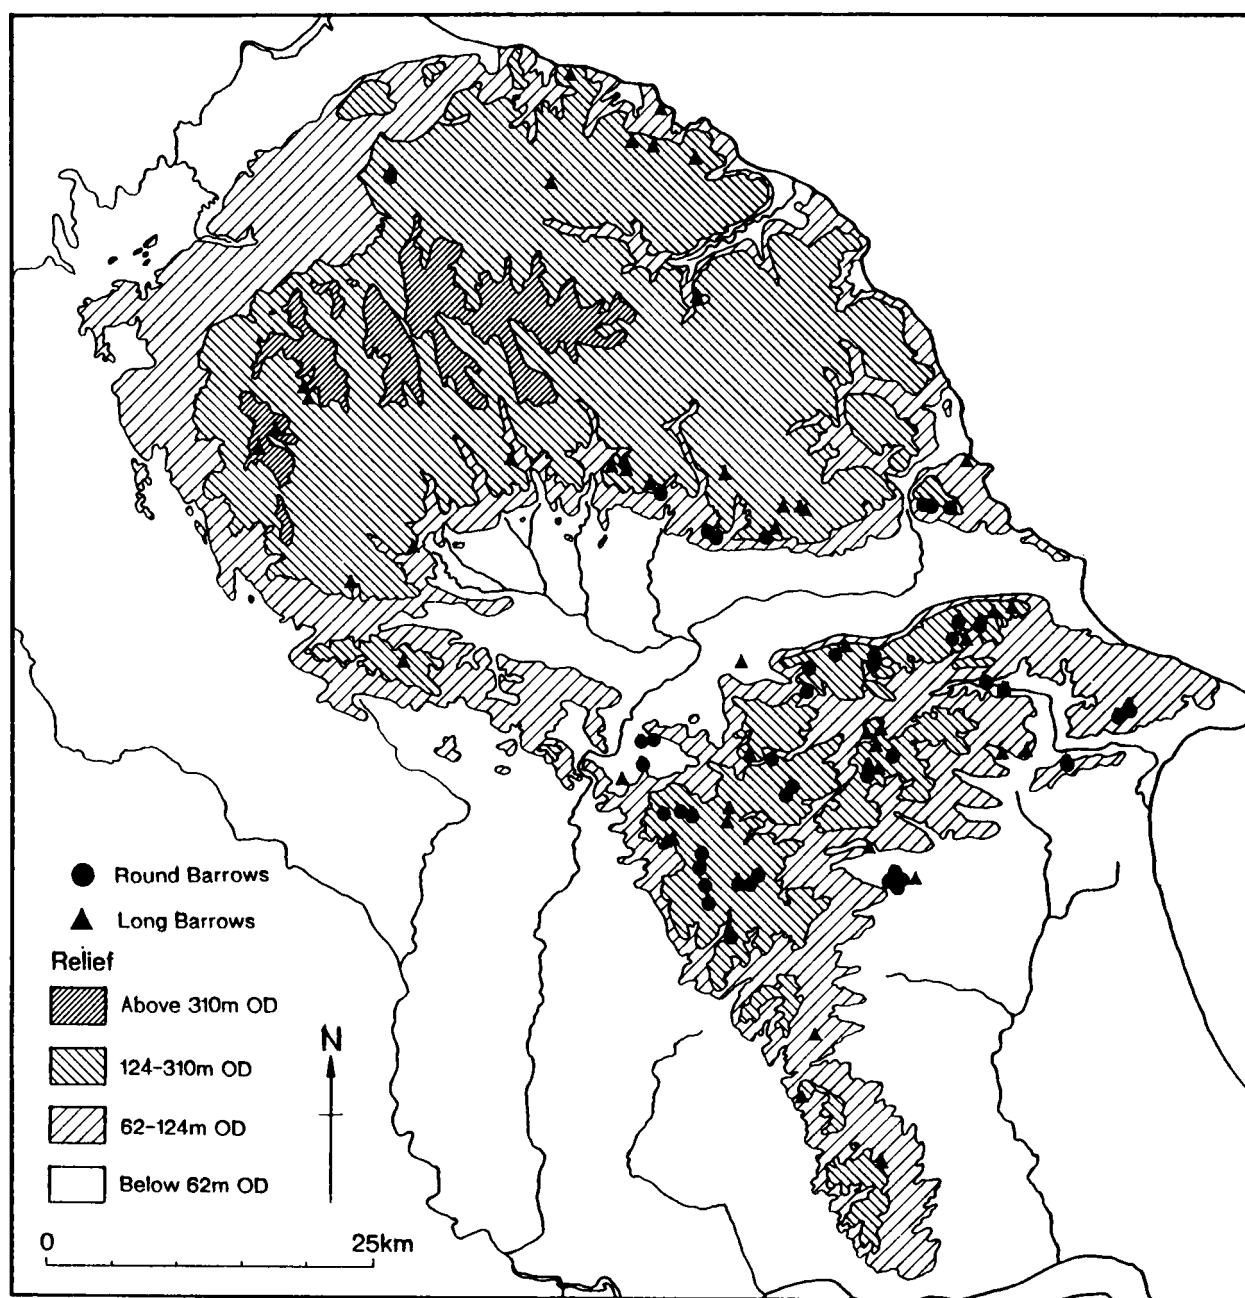 Round Barrows
Long Barrows
Relief
Above 310m OD
124-310m OD
62-124m OD
Below 62m OD
N
0 25km